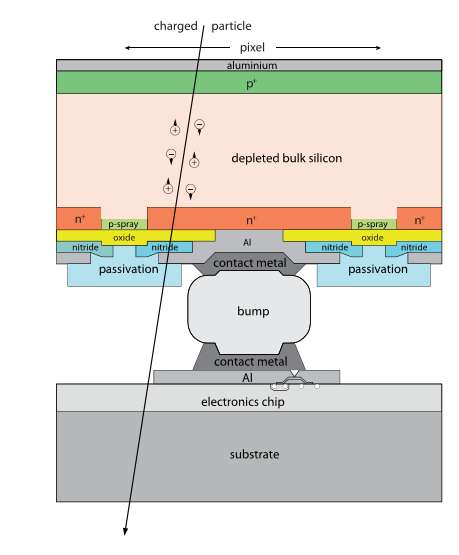 charged particle
pixel
aluminium
p+
+ −
− +
+ −
depleted bulk silicon
n+ n+ n+
p-spray p-spray
oxide oxide
nitride nitride Al nitride nitride
passivation contact metal passivation
bump
contact metal
Al
electronics chip
substrate